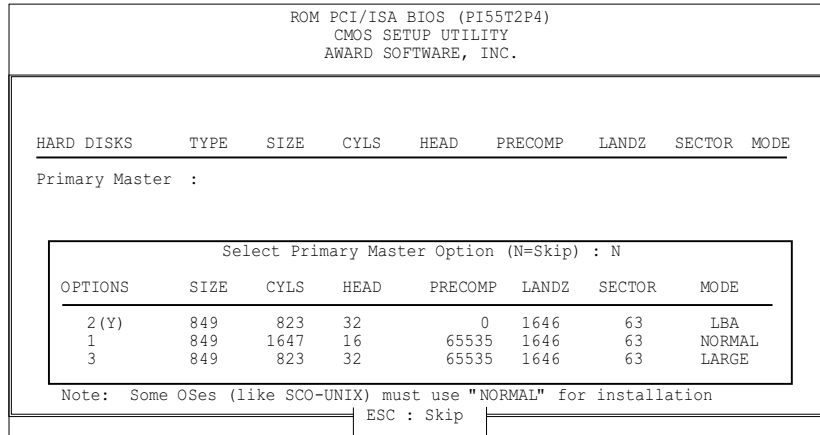 ROM PCI/ISA BIOS (PI55T2P4)
CMOS SETUP UTILITY
AWARD SOFTWARE, INC.
HARD DISKS TYPE SIZE CYLS HEAD PRECOMP LANDZ SECTOR MODE
Primary Master :
Select Primary Master Option (N=Skip) : N
OPTIONS SIZE CYLS HEAD PRECOMP LANDZ SECTOR MODE
2(Y) 849 823 32 0 1646 63 LBA
1 849 1647 16 65535 1646 63 NORMAL
3 849 823 32 65535 1646 63 LARGE
Note: Some OSes (like SCO-UNIX) must use "NORMAL" for installation
ESC : Skip